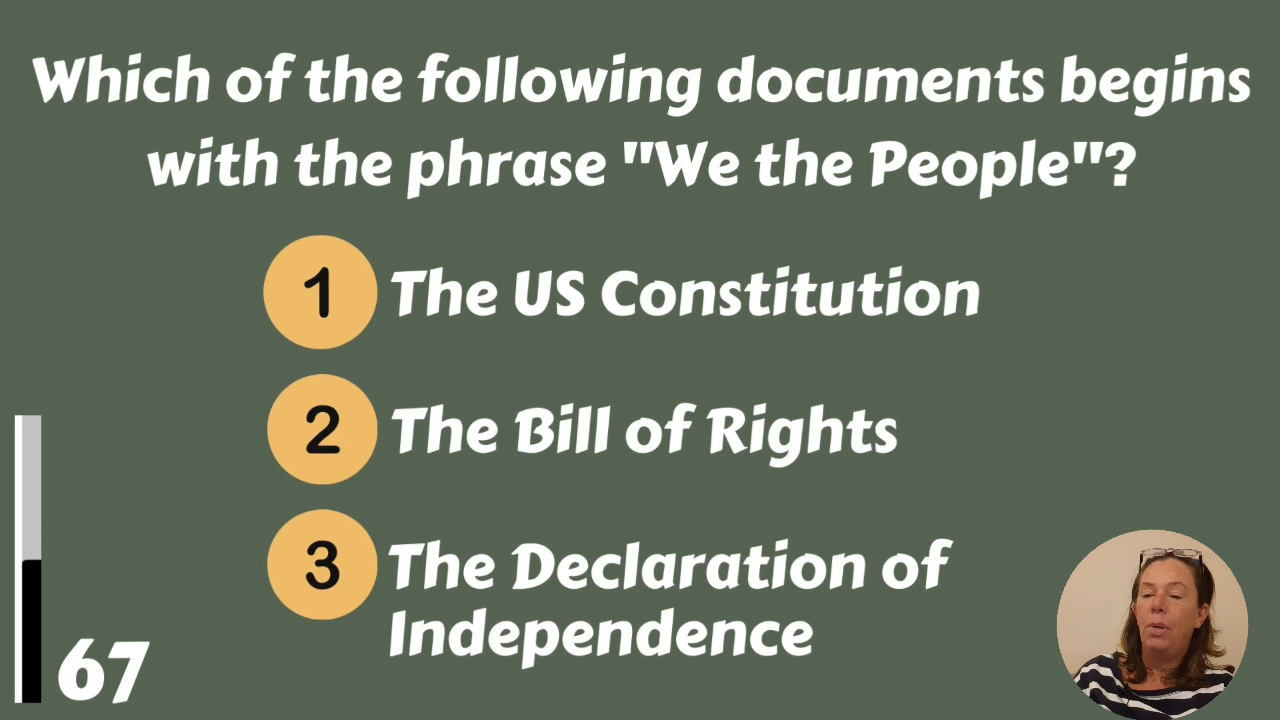 Which of the following documents begins
with the phrase "We the People"?
1 The US Constitution
2 The Bill of Rights
3 The Declaration of
Independence
67